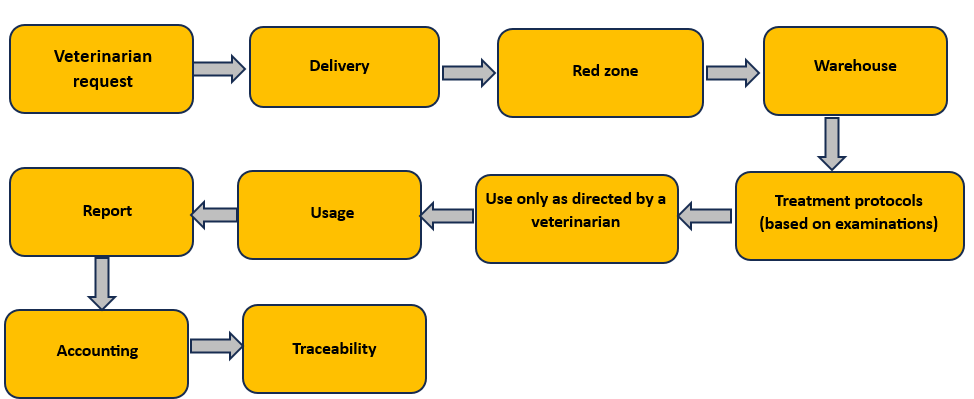 Veterinarian
request
Delivery
Red zone
Warehouse
Treatment protocols
(based on examinations)
Use only as directed by a
veterinarian
Usage
Report
Accounting
Traceability